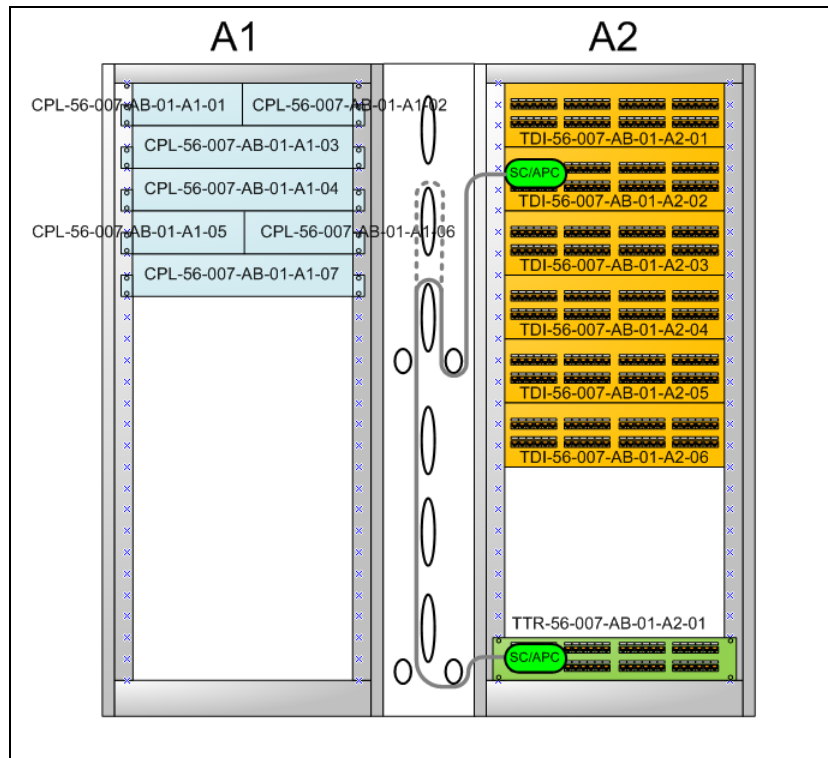 A1
A2
CPL-56-007-AB-01-A1-01
CPL-56-007-AB-01-A1-02
CPL-56-007-AB-01-A1-03
CPL-56-007-AB-01-A1-04
CPL-56-007-AB-01-A1-05
CPL-56-007-AB-01-A1-06
CPL-56-007-AB-01-A1-07
TDI-56-007-AB-01-A2-01
SC/APC
TDI-56-007-AB-01-A2-02
TDI-56-007-AB-01-A2-03
TDI-56-007-AB-01-A2-04
TDI-56-007-AB-01-A2-05
TDI-56-007-AB-01-A2-06
TTR-56-007-AB-01-A2-01
SC/APC